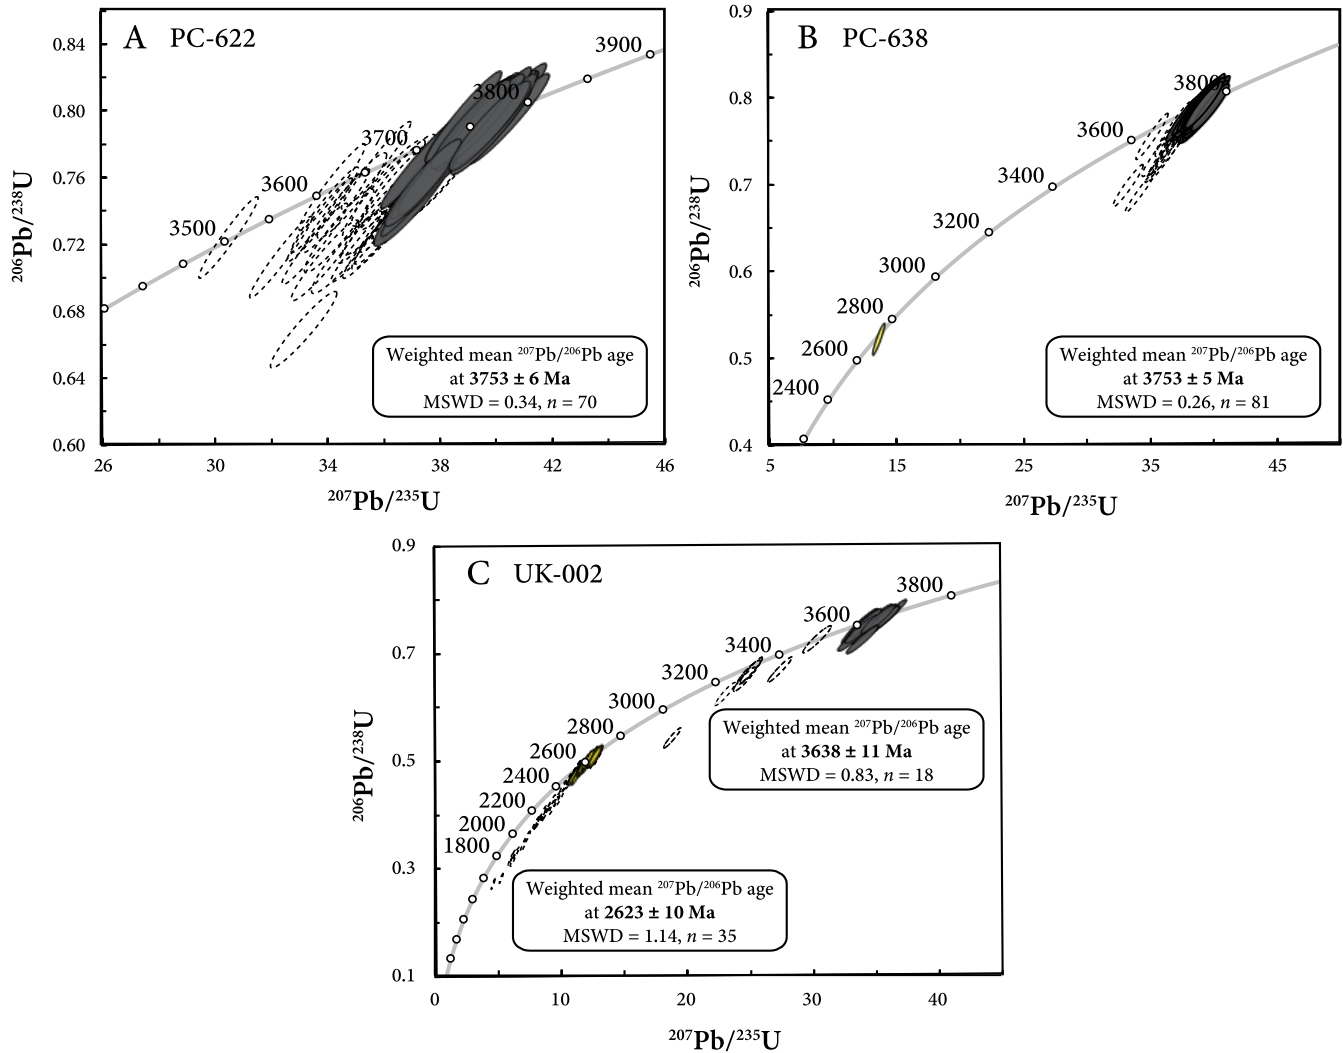 A PC-622
0.84
0.80
0.76
0.72
0.68
0.64
0.60
26 30 34 38 42 46
3500
3600
3700
3800
3900
²⁰⁶Pb/²³⁸U
²⁰⁷Pb/²³⁵U
Weighted mean ²⁰⁷Pb/²⁰⁶Pb age
at 3753 ± 6 Ma
MSWD = 0.34, n = 70
B PC-638
0.9
0.8
0.7
0.6
0.5
0.4
5 15 25 35 45
2400
2600
2800
3000
3200
3400
3600
3800
²⁰⁶Pb/²³⁸U
²⁰⁷Pb/²³⁵U
Weighted mean ²⁰⁷Pb/²⁰⁶Pb age
at 3753 ± 5 Ma
MSWD = 0.26, n = 81
C UK-002
0.9
0.7
0.5
0.3
0.1
0 10 20 30 40
1800
2000
2200
2400
2600
2800
3000
3200
3400
3600
3800
²⁰⁶Pb/²³⁸U
²⁰⁷Pb/²³⁵U
Weighted mean ²⁰⁷Pb/²⁰⁶Pb age
at 3638 ± 11 Ma
MSWD = 0.83, n = 18
Weighted mean ²⁰⁷Pb/²⁰⁶Pb age
at 2623 ± 10 Ma
MSWD = 1.14, n = 35